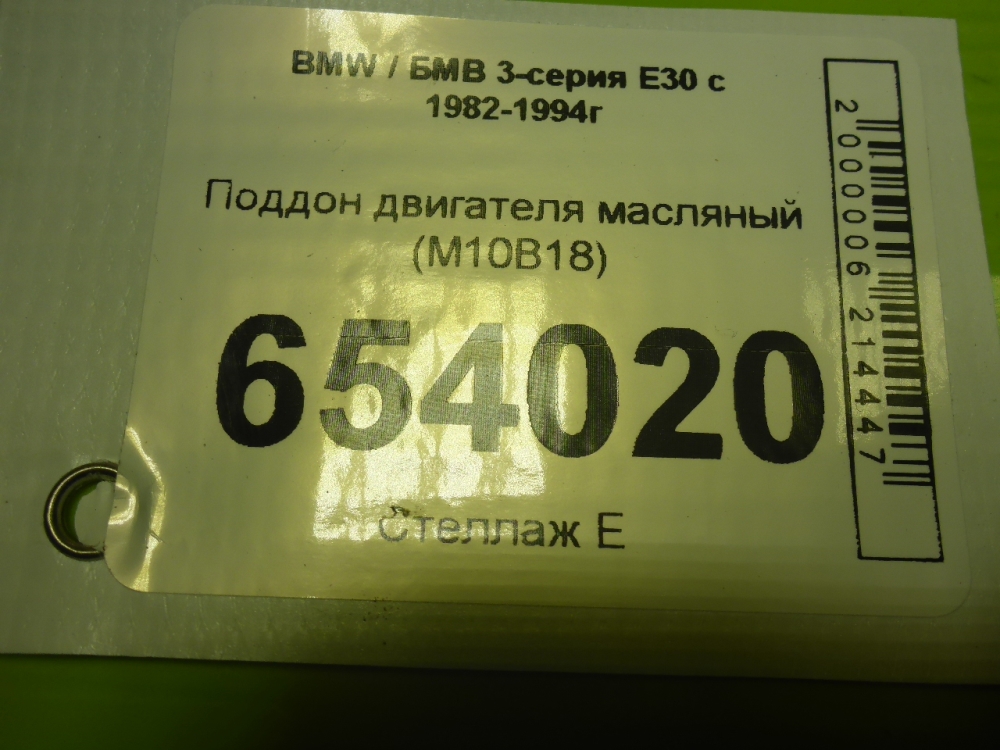 BMW / БМВ 3-серия E30 с
1982-1994г
Поддон двигателя масляный
(M10B18)
654020
Стеллаж E
2000006214447